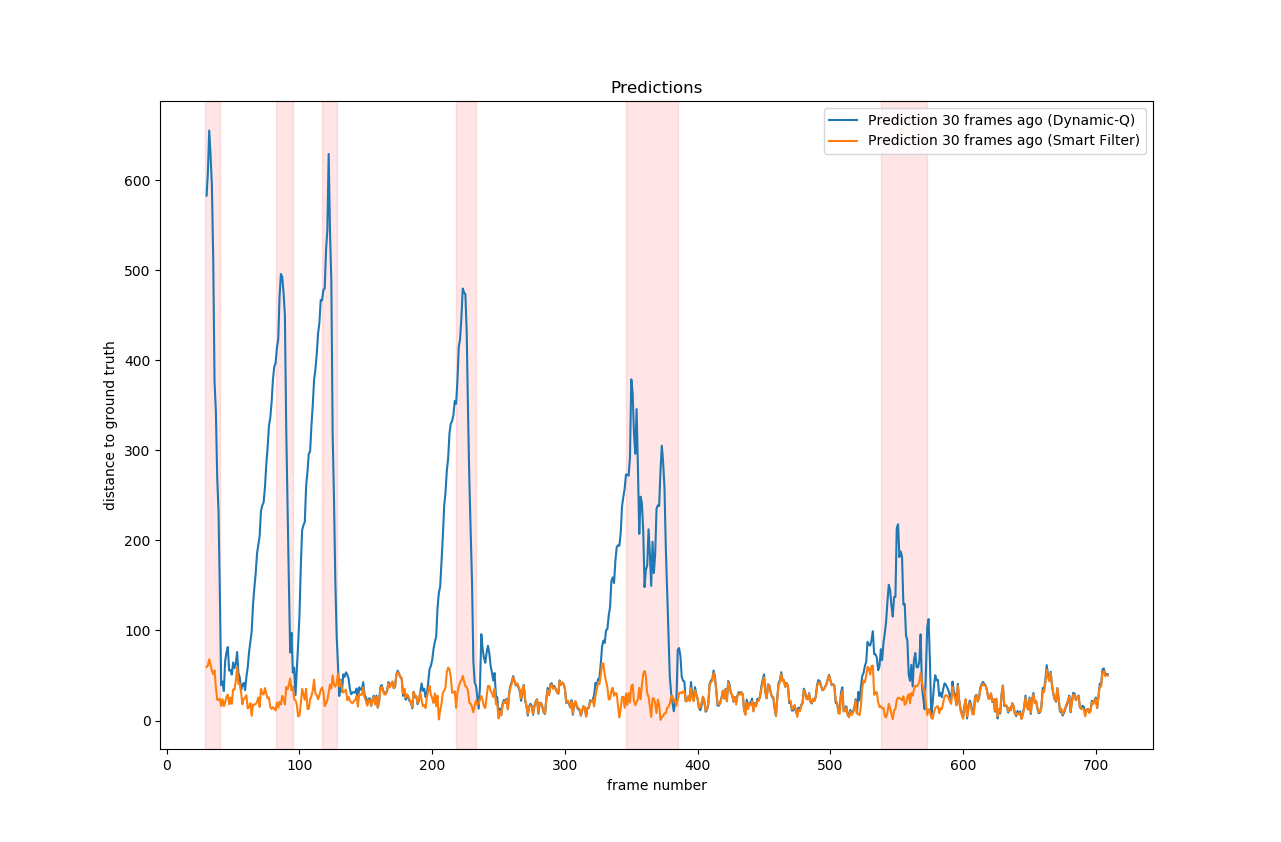 Predictions
Prediction 30 frames ago (Dynamic-Q)
Prediction 30 frames ago (Smart Filter)
distance to ground truth
600
500
400
300
200
100
0
0 100 200 300 400 500 600 700
frame number